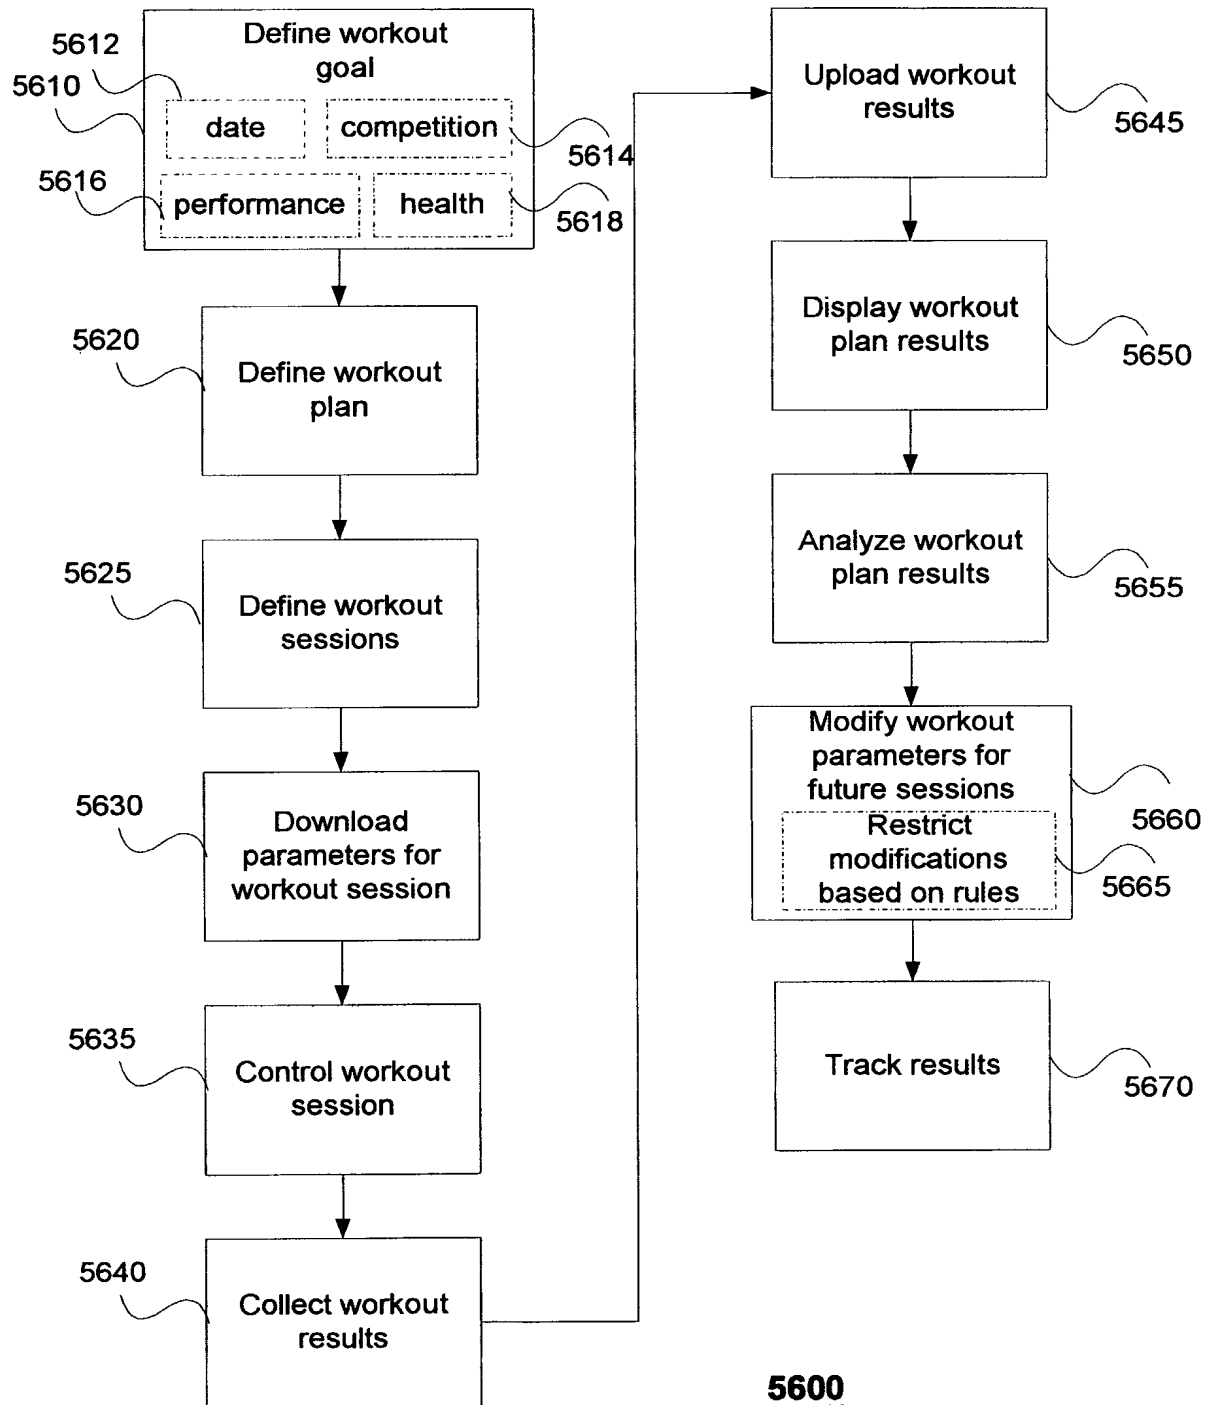 Define workout
goal
5612
5610
date
competition
5614
5616
performance
health
5618
5620
Define workout
plan
5625
Define workout
sessions
5630
Download
parameters for
workout session
5635
Control workout
session
5640
Collect workout
results
Upload workout
results
5645
Display workout
plan results
5650
Analyze workout
plan results
5655
Modify workout
parameters for
future sessions
5660
Restrict
modifications
based on rules
5665
Track results
5670
5600